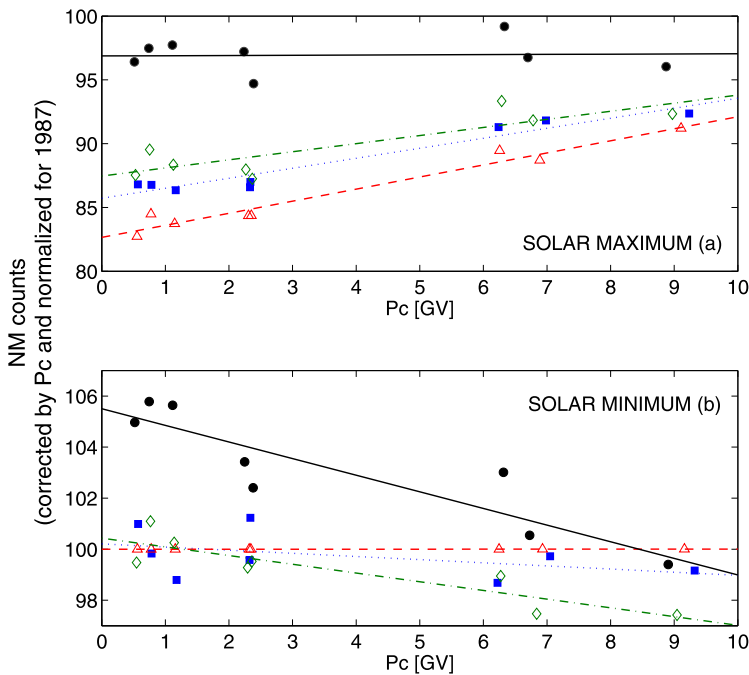 NM counts
(corrected by Pc and normalized for 1987)
100
95
90
85
80
SOLAR MAXIMUM (a)
0 1 2 3 4 5 6 7 8 9 10
Pc [GV]
106
104
102
100
98
SOLAR MINIMUM (b)
0 1 2 3 4 5 6 7 8 9 10
Pc [GV]